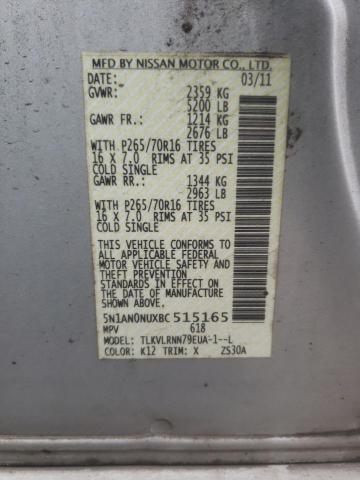 MFD BY NISSAN MOTOR CO., LTD.
DATE: 03/11
GVWR: 2359 KG
5200 LB
GAWR FR.: 1214 KG
2676 LB
WITH P265/70R16 TIRES
16 X 7.0 RIMS AT 35 PSI
COLD SINGLE
GAWR RR.: 1344 KG
2963 LB
WITH P265/70R16 TIRES
16 X 7.0 RIMS AT 35 PSI
COLD SINGLE
THIS VEHICLE CONFORMS TO
ALL APPLICABLE FEDERAL
MOTOR VEHICLE SAFETY AND
THEFT PREVENTION
STANDARDS IN EFFECT ON
THE DATE OF MANUFACTURE
SHOWN ABOVE.
5N1AN0NUXBC 515165
MPV 618
MODEL: TLKVLRNN79EUA-1--L
COLOR: K12 TRIM: X ZS30A